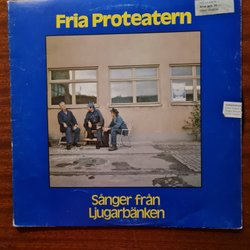 Fria Proteatern
Sånger från
Ljugarbänken